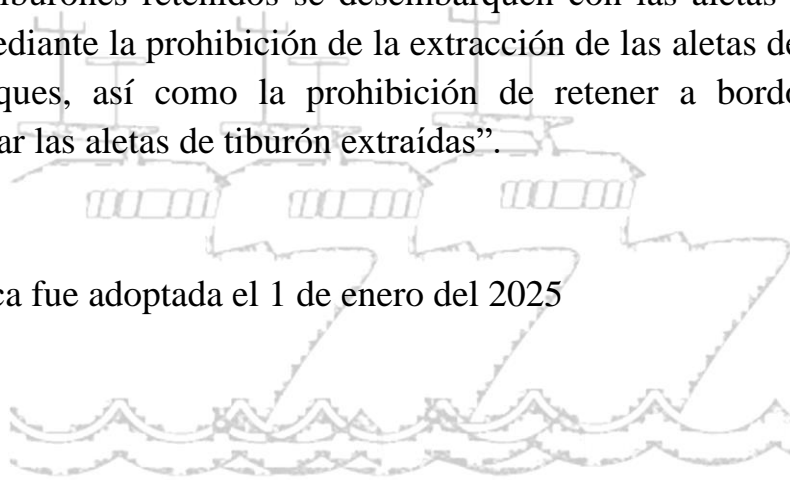 iburones retenidos se desembarquen con las aletas
ediante la prohibición de la extracción de las aletas de
ques, así como la prohibición de retener a bordo
ar las aletas de tiburón extraídas”.
ca fue adoptada el 1 de enero del 2025